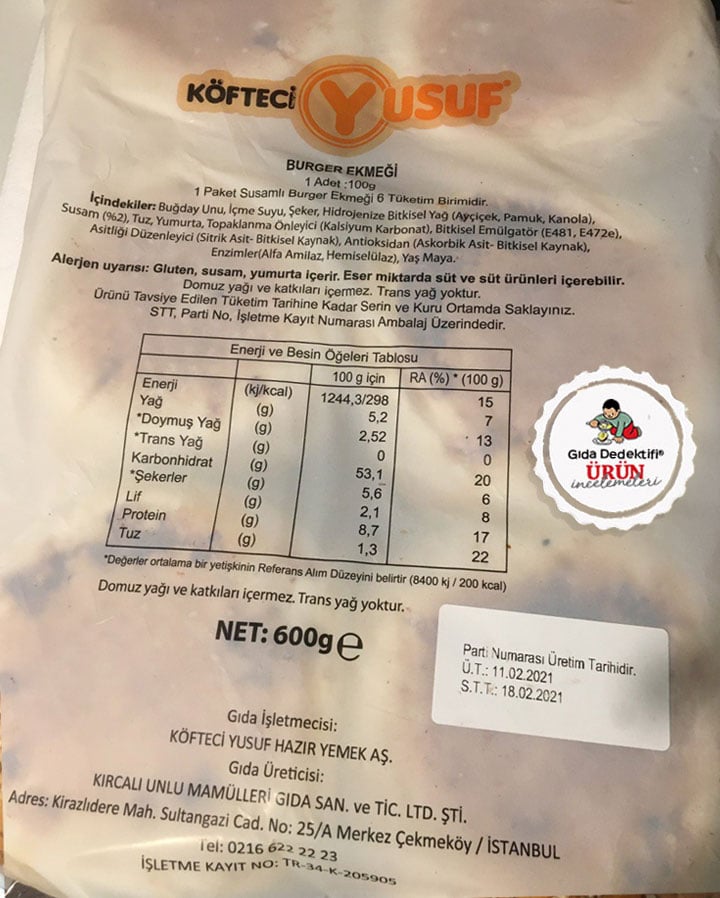 KÖFTECİ YUSUF
BURGER EKMEĞİ
1 Adet :100g
1 Paket Susamlı Burger Ekmeği 6 Tüketim Birimidir.
İçindekiler: Buğday Unu, İçme Suyu, Şeker, Hidrojenize Bitkisel Yağ (Ayçiçek, Pamuk, Kanola),
Susam (%2), Tuz, Yumurta, Topaklanma Önleyici (Kalsiyum Karbonat), Bitkisel Emülgatör (E481, E472e),
Asitliği Düzenleyici (Sitrik Asit- Bitkisel Kaynak), Antioksidan (Askorbik Asit- Bitkisel Kaynak),
Enzimler(Alfa Amilaz, Hemiselülaz), Yaş Maya.
Alerjen uyarısı: Gluten, susam, yumurta içerir. Eser miktarda süt ve süt ürünleri içerebilir.
Domuz yağı ve katkıları içermez. Trans yağ yoktur.
Ürünü Tavsiye Edilen Tüketim Tarihine Kadar Serin ve Kuru Ortamda Saklayınız.
STT, Parti No, İşletme Kayıt Numarası Ambalaj Üzerindedir.
Enerji ve Besin Öğeleri Tablosu
100 g için RA (%) * (100 g)
Enerji (kj/kcal) 1244,3/298 15
Yağ (g) 5,2 7
*Doymuş Yağ (g) 2,52 13
*Trans Yağ (g) 0 0
Karbonhidrat (g) 53,1 20
*Şekerler (g) 5,6 6
Lif (g) 2,1 8
Protein (g) 8,7 17
Tuz (g) 1,3 22
*Değerler ortalama bir yetişkinin Referans Alım Düzeyini belirtir (8400 kj / 200 kcal)
Domuz yağı ve katkıları içermez. Trans yağ yoktur.
NET: 600g e
Gıda Dedektifi®
ÜRÜN
incelemeleri
Parti Numarası Üretim Tarihidir.
Ü.T.: 11.02.2021
S.T.T.: 18.02.2021
Gıda İşletmecisi:
KÖFTECİ YUSUF HAZIR YEMEK AŞ.
Gıda Üreticisi:
KIRCALI UNLU MAMÜLLERİ GIDA SAN. ve TİC. LTD. ŞTİ.
Adres: Kirazlıdere Mah. Sultangazi Cad. No: 25/A Merkez Çekmeköy / İSTANBUL
Tel: 0216 622 22 23
İŞLETME KAYIT NO: TR-34-K-205905